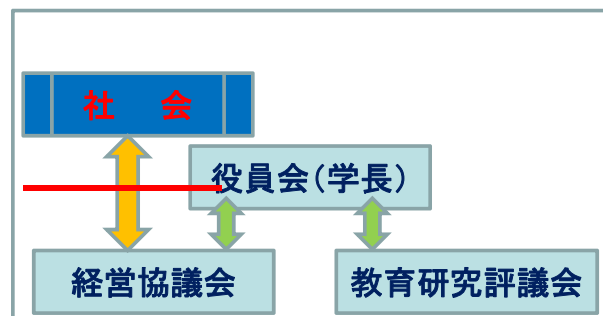 社　会
役員会（学長）
経営協議会
教育研究評議会